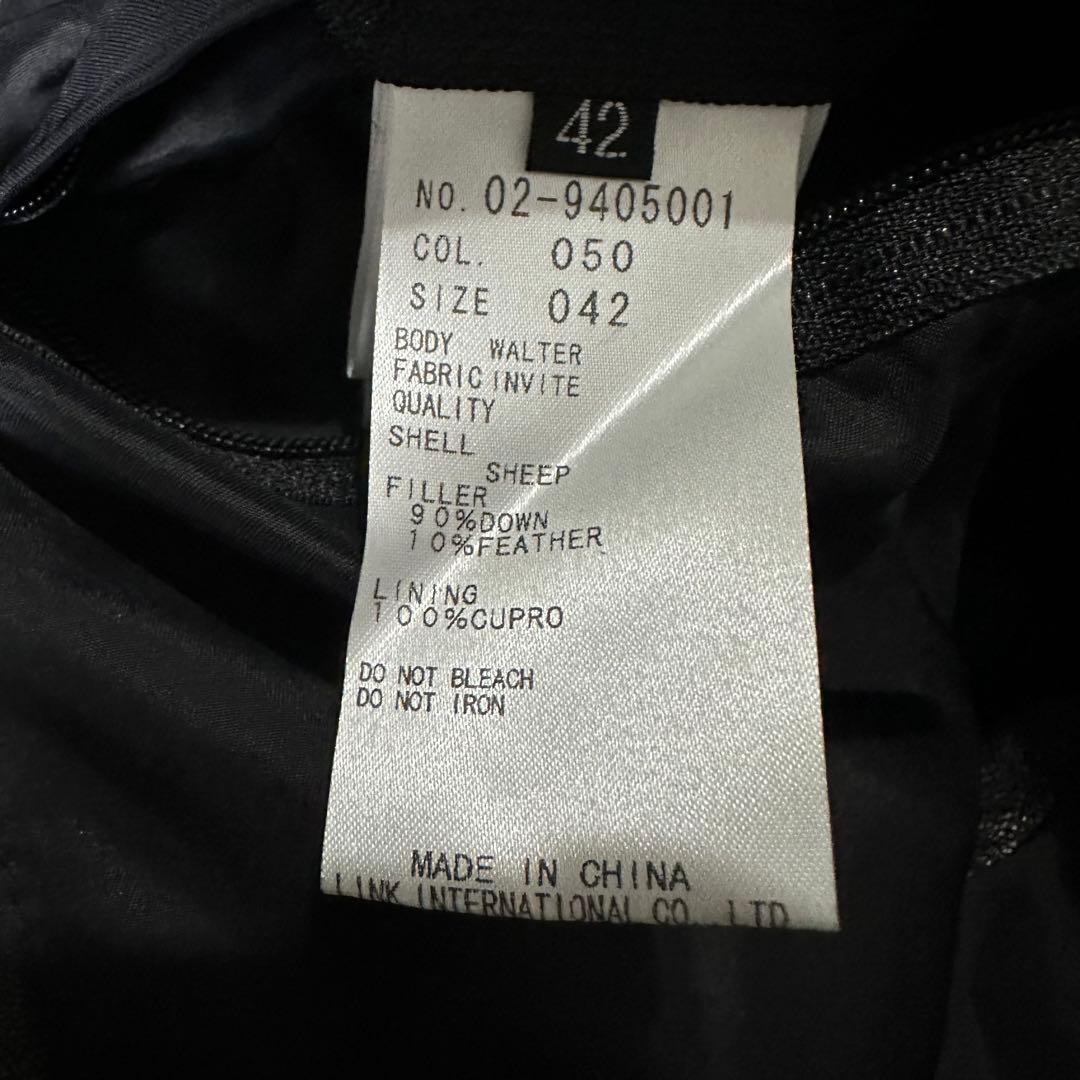 42
NO. 02-9405001
COL. 050
SIZE 042
BODY WALTER
FABRIC INVITE
QUALITY
SHELL
SHEEP
FILLER
90%DOWN
10%FEATHER
LINING
100%CUPRO
DO NOT BLEACH
DO NOT IRON
MADE IN CHINA
LINK INTERNATIONAL CO. LTD